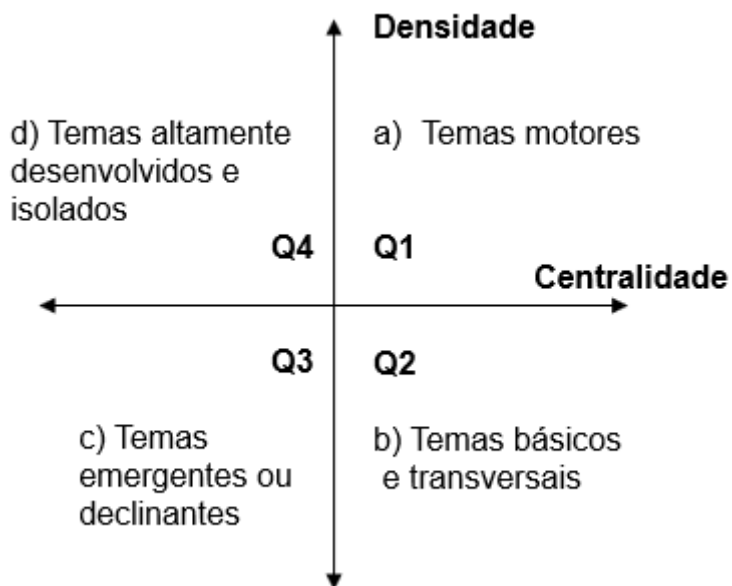 Densidade
d) Temas altamente
desenvolvidos e
isolados
a) Temas motores
Q4
Q1
Centralidade
Q3
Q2
c) Temas
emergentes ou
declinantes
b) Temas básicos
e transversais